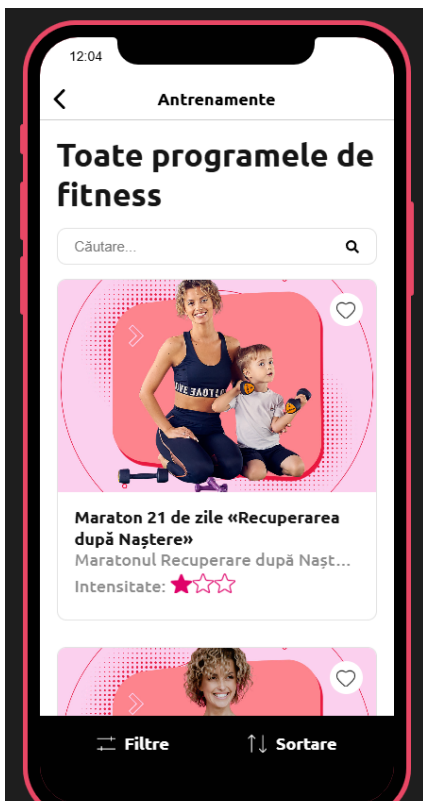 12:04
Antrenamente
Toate programele de
fitness
Căutare...
Maraton 21 de zile «Recuperarea
după Naștere»
Maratonul Recuperare după Nașt...
Intensitate:
Filtre
Sortare